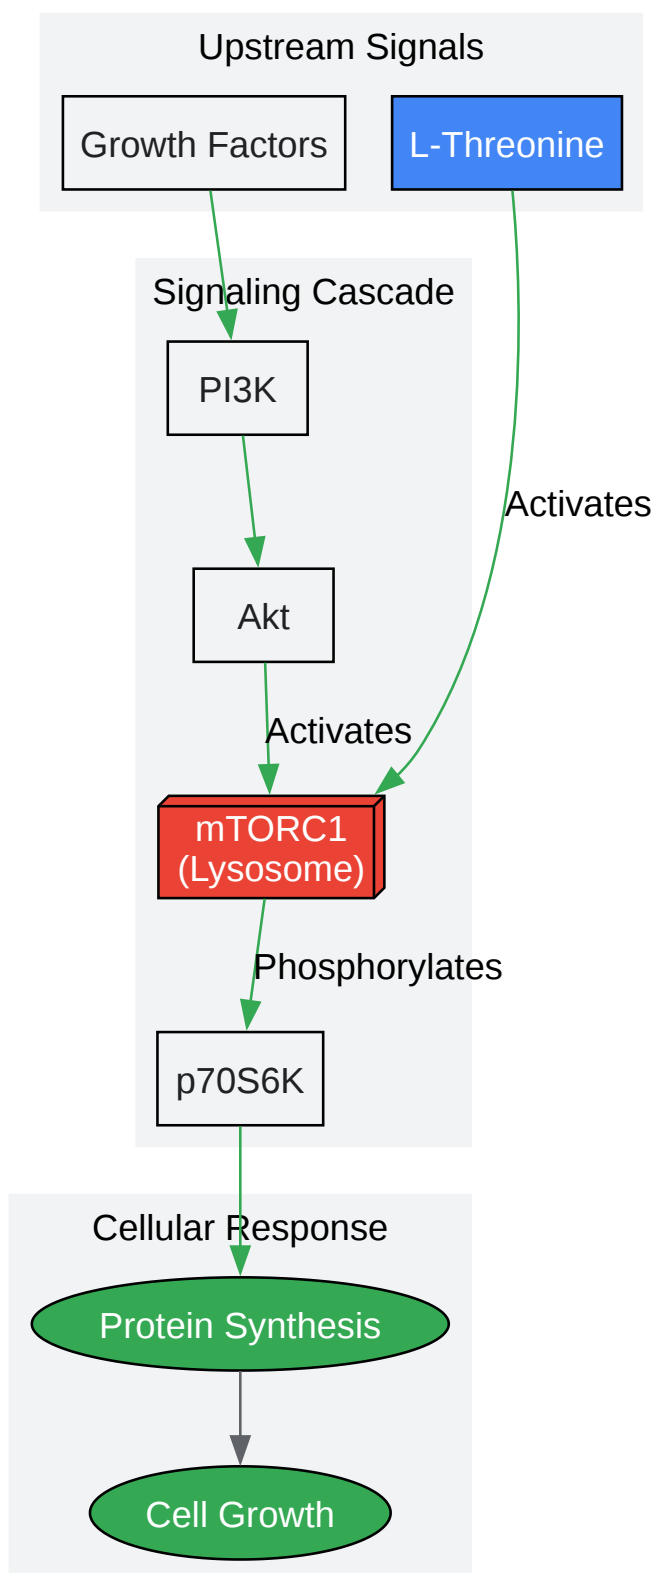 Upstream Signals
Growth Factors
L-Threonine
Signaling Cascade
PI3K
Activates
Akt
Activates
mTORC1
(Lysosome)
Phosphorylates
p70S6K
Cellular Response
Protein Synthesis
Cell Growth